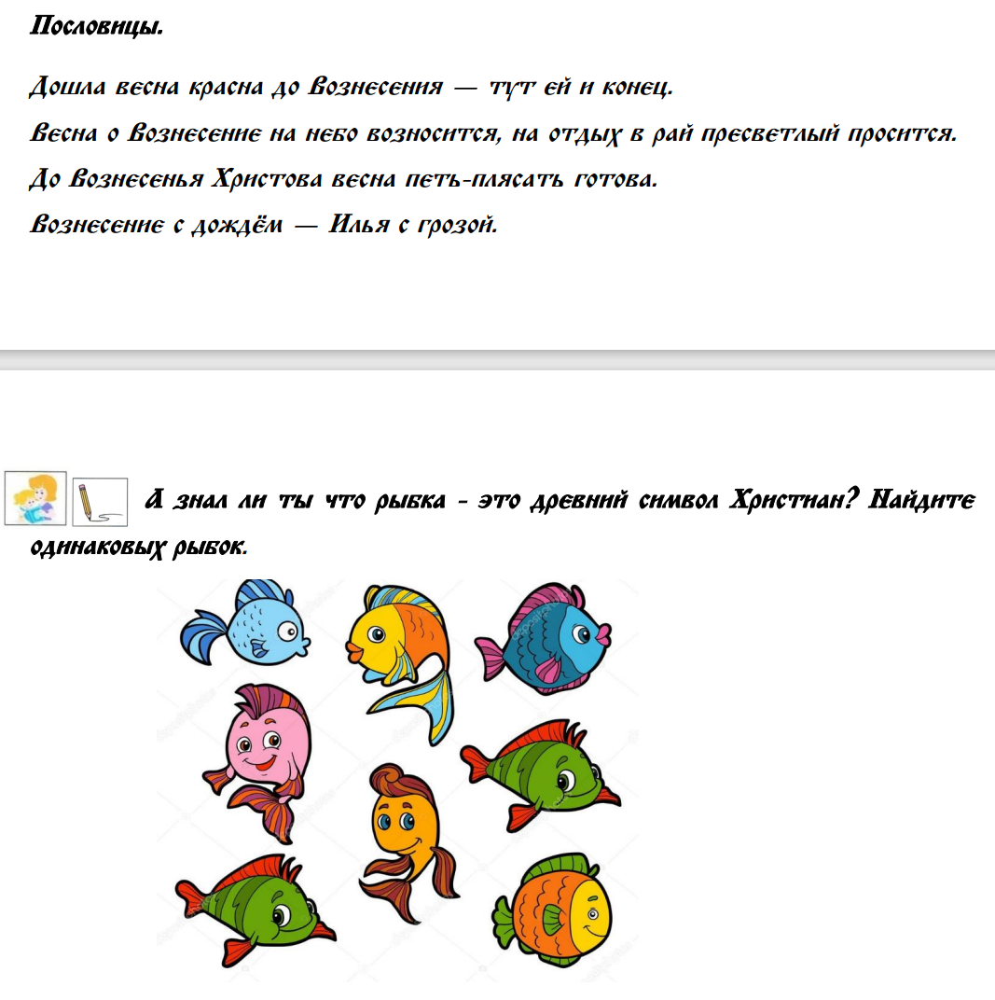 Пословицы.
Дошла весна красна до Вознесения — тут ей и конец.
Весна о Вознесение на небо возносится, на отдых в рай пресветлый просится.
До Вознесенья Христова весна петь-плясать готова.
Вознесение с дождём — Илья с грозой.
А знал ли ты что рыбка - это древний символ Христиан? Найдите
одинаковых рыбок.